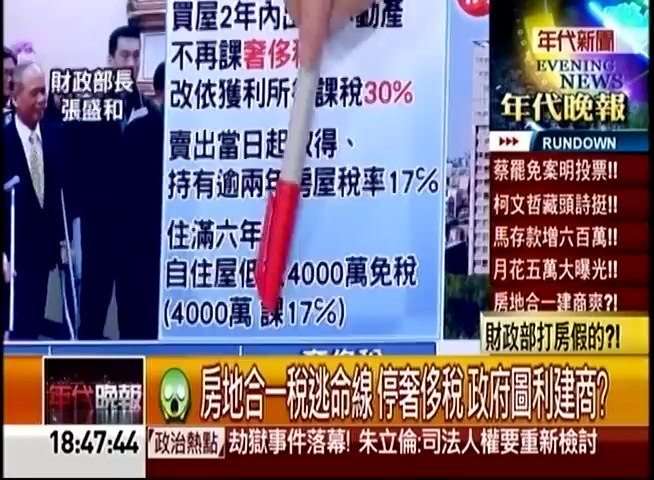 買屋2年內出 動產
不再課奢侈
改依獲利所 課稅30%
財政部長
張盛和
賣出當日起 取得、
持有逾兩年 房屋稅率17%
住滿六年
自住屋 4000萬免稅
(4000萬 課17%)
年代新聞
EVENING
NEWS
年代晚報
RUNDOWN
蔡罷免案明投票!!
柯文哲藏頭詩挺!!
馬存款增六百萬!!
月花五萬大曝光!!
房地合一建商爽?!
財政部打房假的?!
年代晚報
房地合一稅逃命線 停奢侈稅 政府圖利建商?
18:47:44
政治熱點
劫獄事件落幕! 朱立倫:司法人權要重新檢討